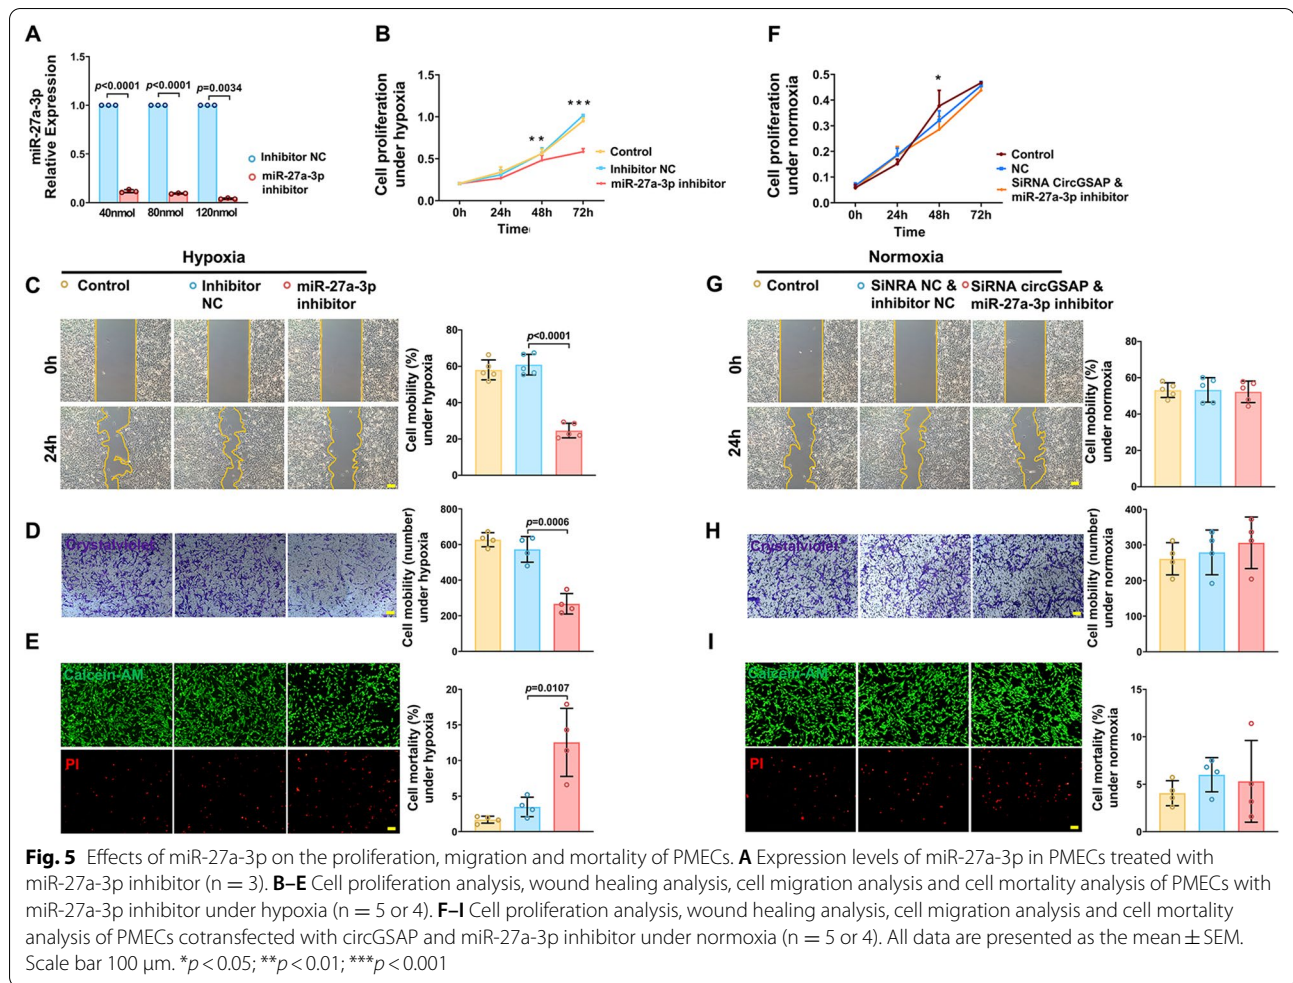 A
miR-27a-3p
Relative Expression
1.5
1.0
0.5
0.0
p<0.0001
p<0.0001
p=0.0034
40nmol 80nmol 120nmol
Inhibitor NC
miR-27a-3p
inhibitor
B
Cell proliferation
under hypoxia
1.5
1.0
0.5
0.0
**
***
0h 24h 48h 72h
Time
Control
Inhibitor NC
miR-27a-3p inhibitor
F
Cell proliferation
under normoxia
0.5
0.4
0.3
0.2
0.1
0.0
*
0h 24h 48h 72h
Time
Control
NC
SiRNA CircGSAP &
miR-27a-3p inhibitor
Hypoxia
C
Control
Inhibitor
NC
miR-27a-3p
inhibitor
0h
24h
Cell mobility (%)
under hypoxia
80
60
40
20
0
p<0.0001
D
Crystalviolet
Cell mobility (number)
under hypoxia
800
600
400
200
0
p=0.0006
E
Calcein-AM
PI
Cell mortality (%)
under hypoxia
20
15
10
5
0
p=0.0107
Normoxia
G
Control
SiNRA NC &
inhibitor NC
SiRNA circGSAP &
miR-27a-3p inhibitor
0h
24h
Cell mobility (%)
under normoxia
80
60
40
20
0
H
Crystalviolet
Cell mobility (number)
under normoxia
400
300
200
100
0
I
Calcein-AM
PI
Cell mortality (%)
under normoxia
15
10
5
0
Fig. 5 Effects of miR-27a-3p on the proliferation, migration and mortality of PMECs. A Expression levels of miR-27a-3p in PMECs treated with
miR-27a-3p inhibitor (n = 3). B–E Cell proliferation analysis, wound healing analysis, cell migration analysis and cell mortality analysis of PMECs with
miR-27a-3p inhibitor under hypoxia (n = 5 or 4). F–I Cell proliferation analysis, wound healing analysis, cell migration analysis and cell mortality
analysis of PMECs cotransfected with circGSAP and miR-27a-3p inhibitor under normoxia (n = 5 or 4). All data are presented as the mean ± SEM.
Scale bar 100 μm. *p < 0.05; **p < 0.01; ***p < 0.001